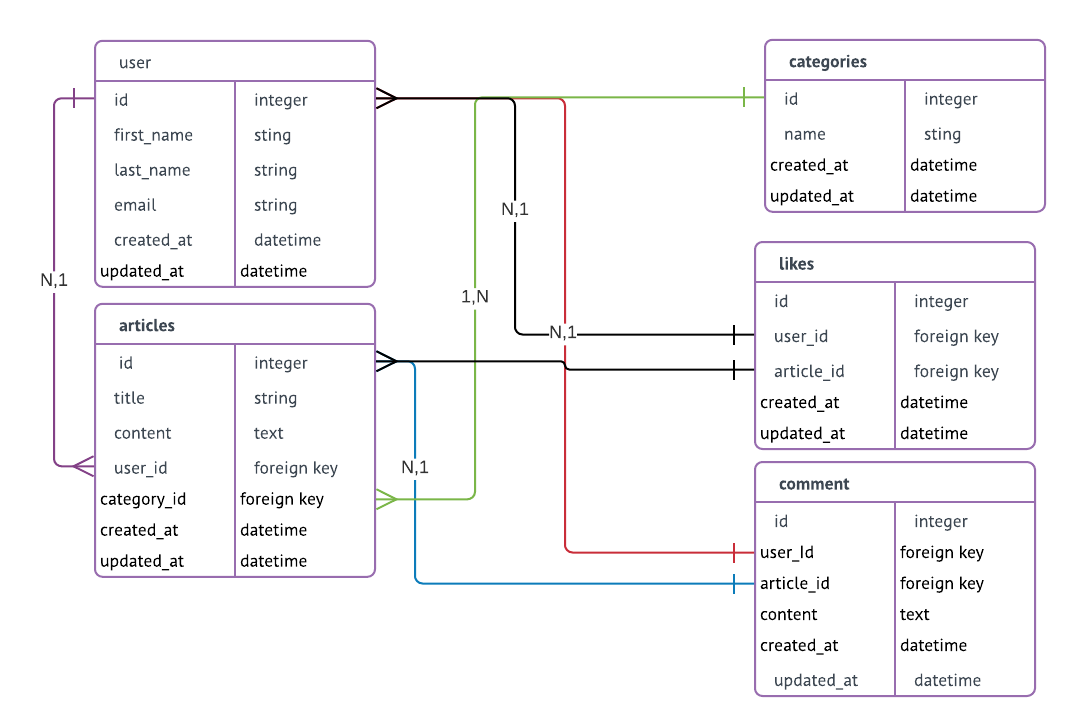 user
id integer
first_name sting
last_name string
email string
created_at datetime
updated_at datetime
articles
id integer
title string
content text
user_id foreign key
category_id foreign key
created_at datetime
updated_at datetime
N,1
N,1
1,N
N,1
N,1
categories
id integer
name sting
created_at datetime
updated_at datetime
likes
id integer
user_id foreign key
article_id foreign key
created_at datetime
updated_at datetime
comment
id integer
user_Id foreign key
article_id foreign key
content text
created_at datetime
updated_at datetime